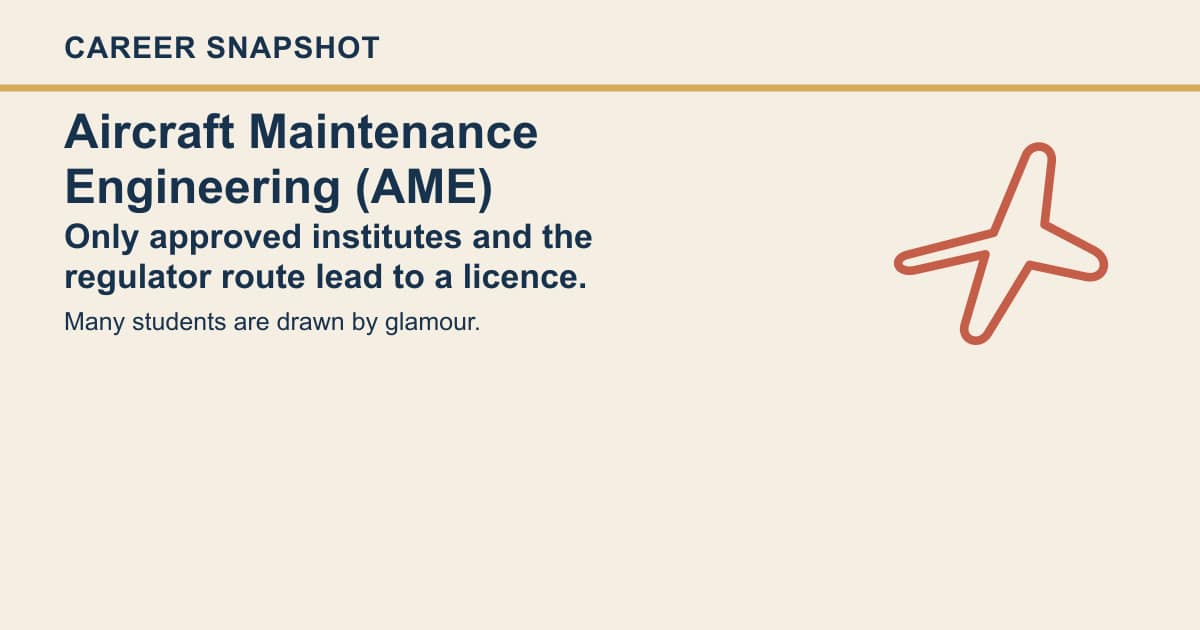 CAREER SNAPSHOT
Aircraft Maintenance
Engineering (AME)
Only approved institutes and the
regulator route lead to a licence.
Many students are drawn by glamour.